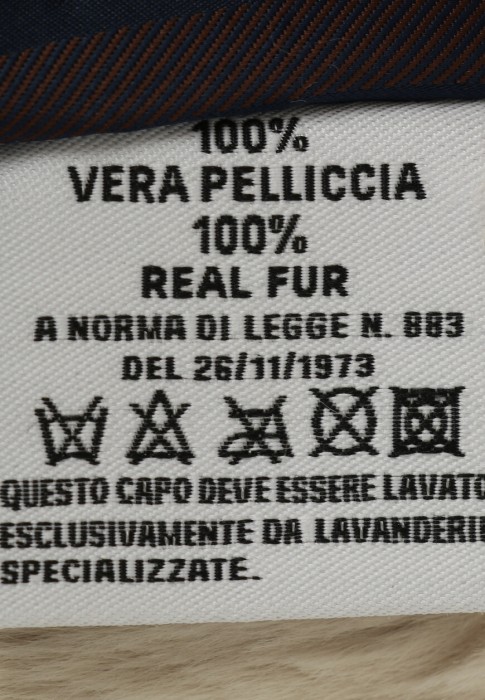 100%
VERA PELLICCIA
100%
REAL FUR
A NORMA DI LEGGE N. 883
DEL 26/11/1973
QUESTO CAPO DEVE ESSERE LAVATO
ESCLUSIVAMENTE DA LAVANDERIE
SPECIALIZZATE.